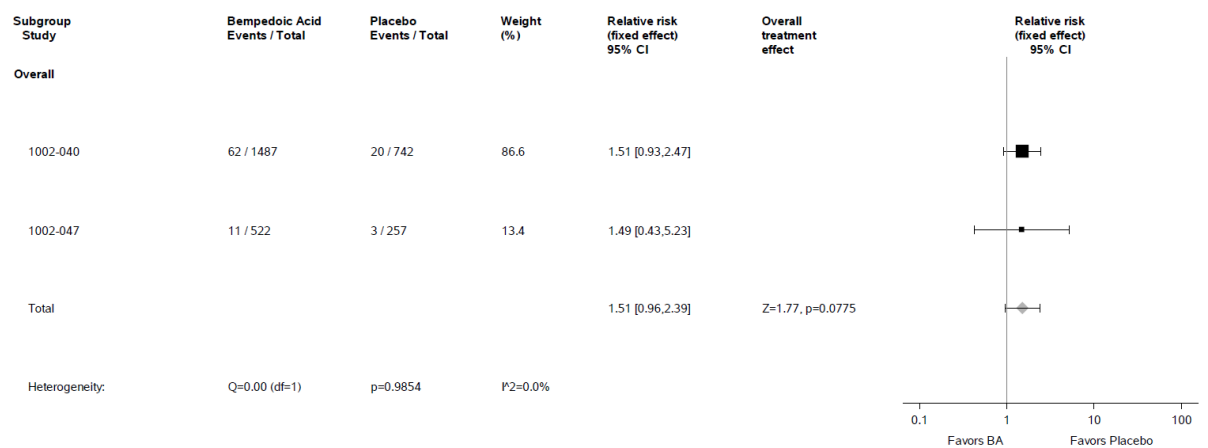 Subgroup Bempedoic Acid Placebo Weight Relative risk Overall Relative risk
Study Events / Total Events / Total (%) (fixed effect) treatment (fixed effect)
95% CI effect 95% CI
Overall
1002-040 62 / 1487 20 / 742 86.6 1.51 [0.93,2.47]
1002-047 11 / 522 3 / 257 13.4 1.49 [0.43,5.23]
Total 1.51 [0.96,2.39] Z=1.77, p=0.0775
Heterogeneity: Q=0.00 (df=1) p=0.9854 I^2=0.0%
0.1 1 10 100
Favors BA Favors Placebo